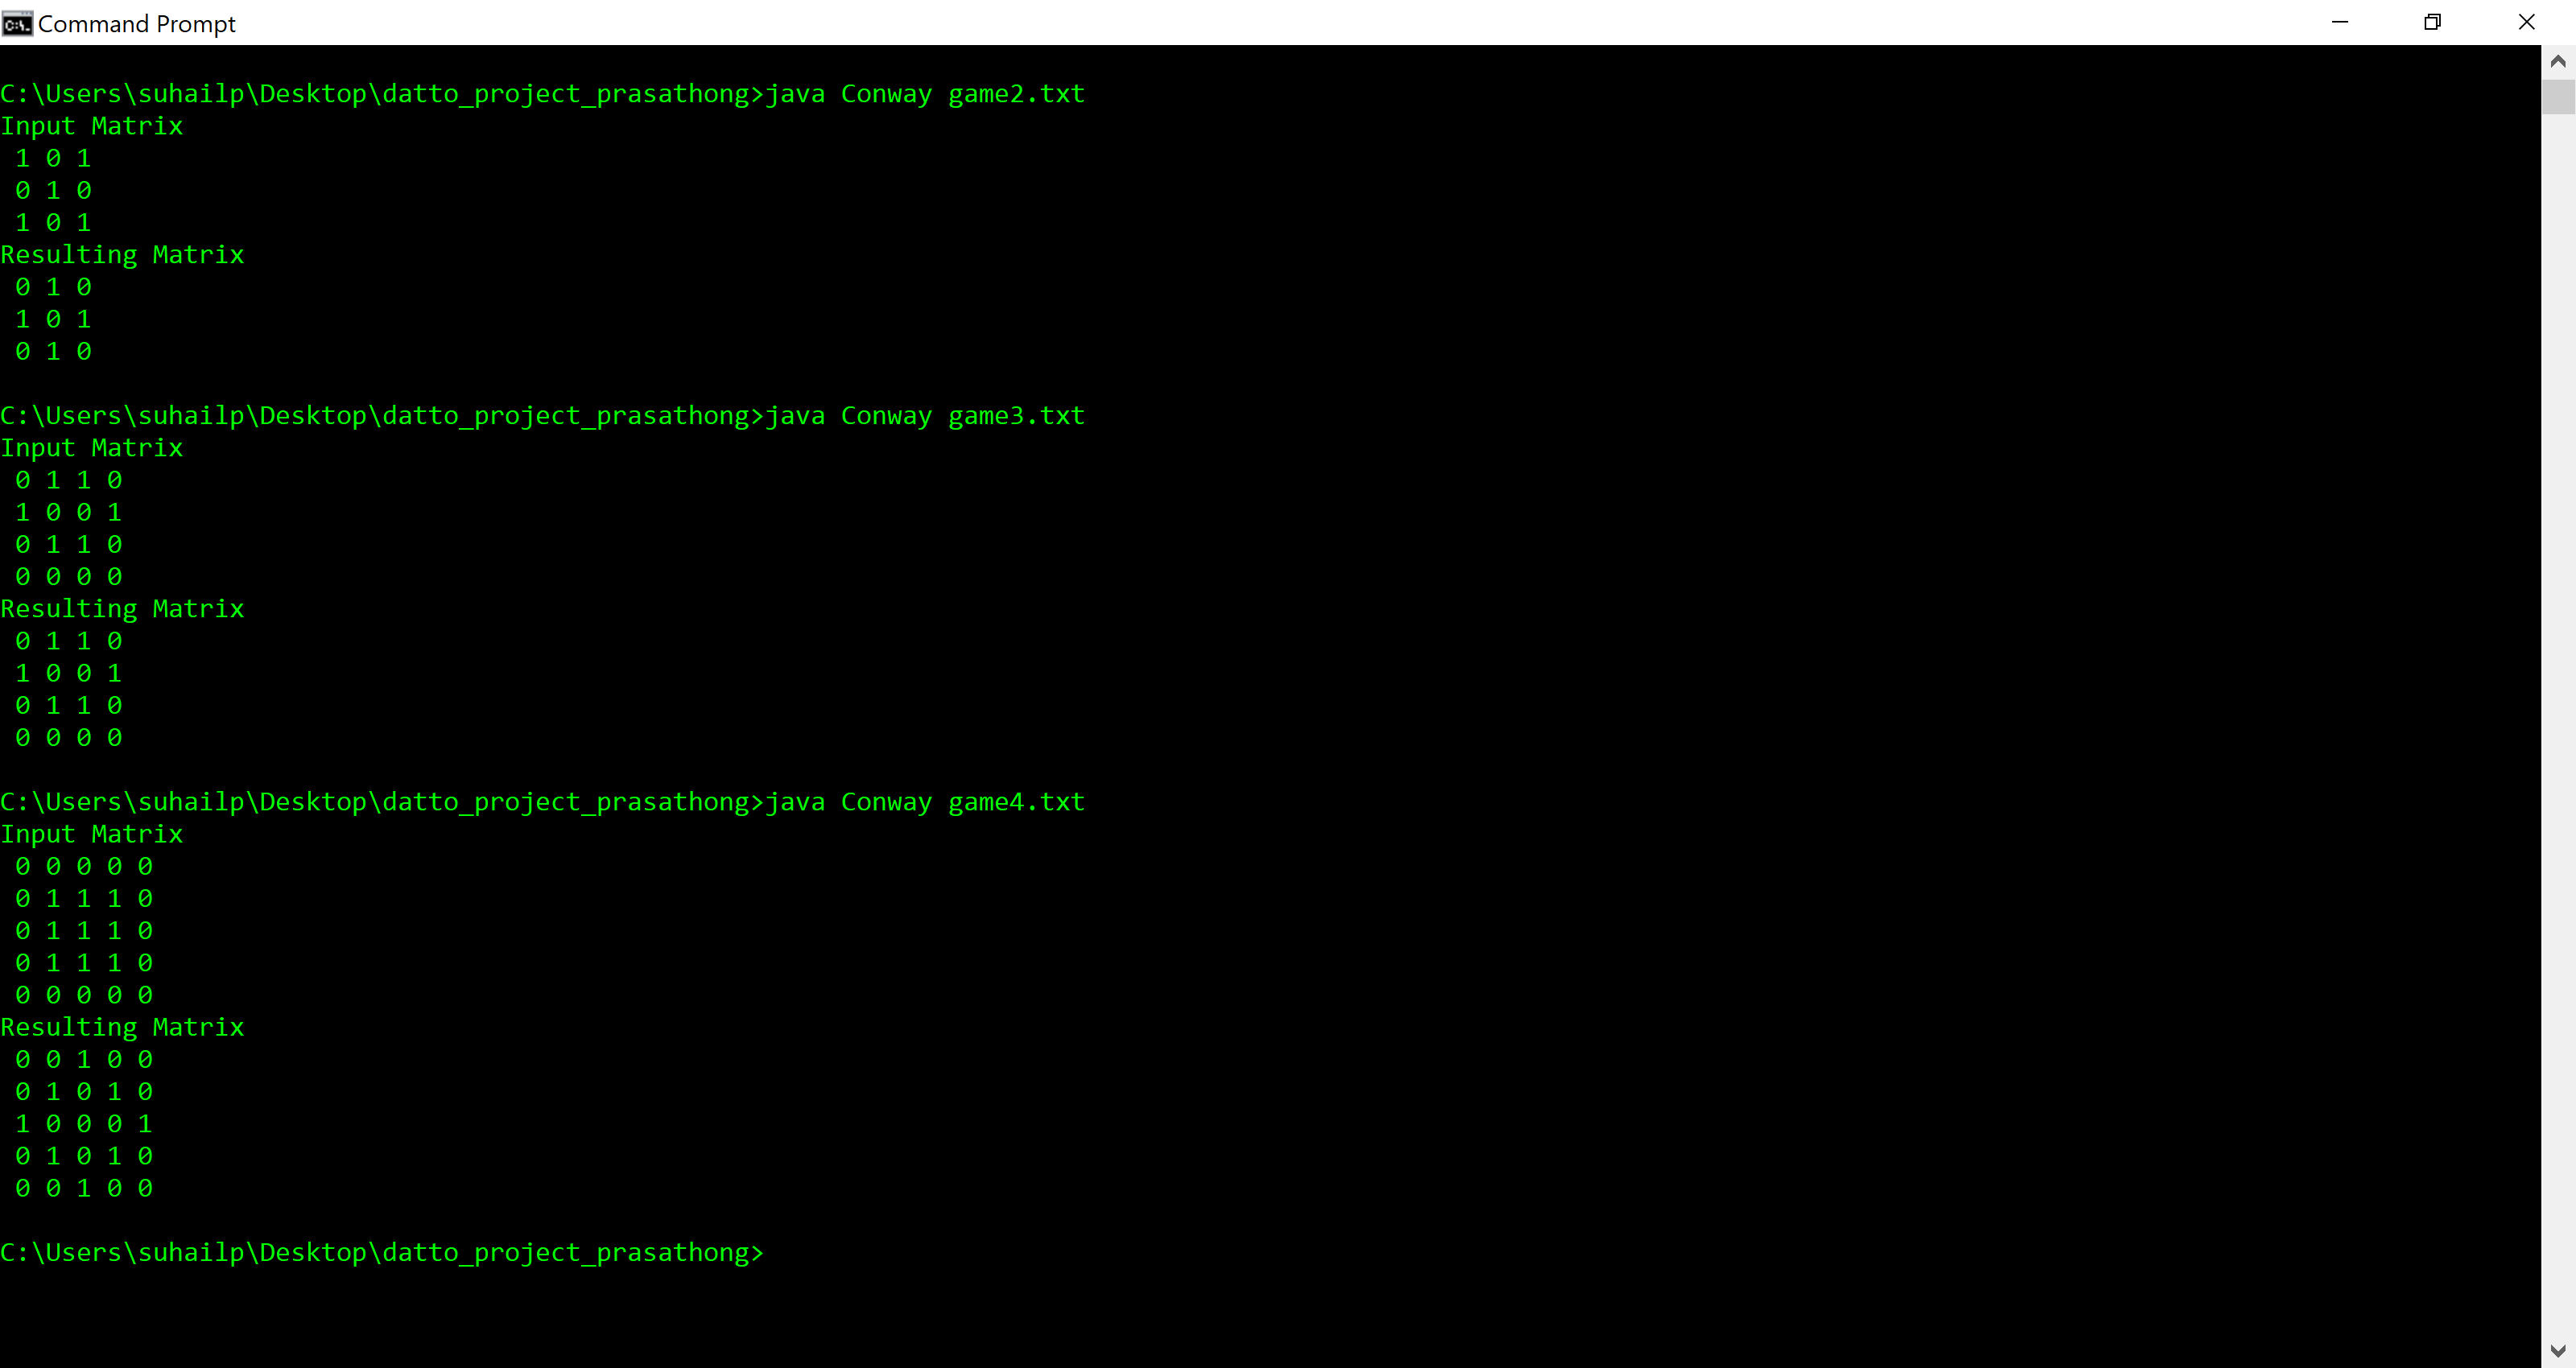 Command Prompt
C:\Users\suhailp\Desktop\datto_project_prasathong>java Conway game2.txt
Input Matrix
1 0 1
0 1 0
1 0 1
Resulting Matrix
0 1 0
1 0 1
0 1 0
C:\Users\suhailp\Desktop\datto_project_prasathong>java Conway game3.txt
Input Matrix
0 1 1 0
1 0 0 1
0 1 1 0
0 0 0 0
Resulting Matrix
0 1 1 0
1 0 0 1
0 1 1 0
0 0 0 0
C:\Users\suhailp\Desktop\datto_project_prasathong>java Conway game4.txt
Input Matrix
0 0 0 0 0
0 1 1 1 0
0 1 1 1 0
0 1 1 1 0
0 0 0 0 0
Resulting Matrix
0 0 1 0 0
0 1 0 1 0
1 0 0 0 1
0 1 0 1 0
0 0 1 0 0
C:\Users\suhailp\Desktop\datto_project_prasathong>